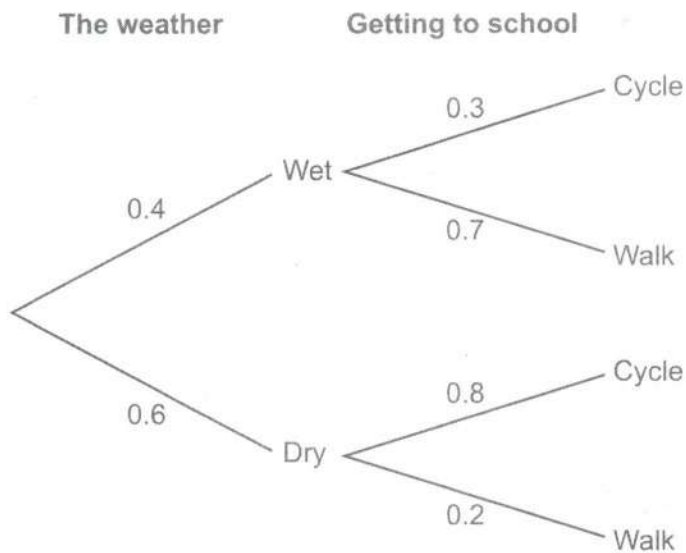 The weather Getting to school
Cycle
0.3
Wet
0.4
0.7
Walk
Cycle
0.8
0.6
Dry
0.2
Walk